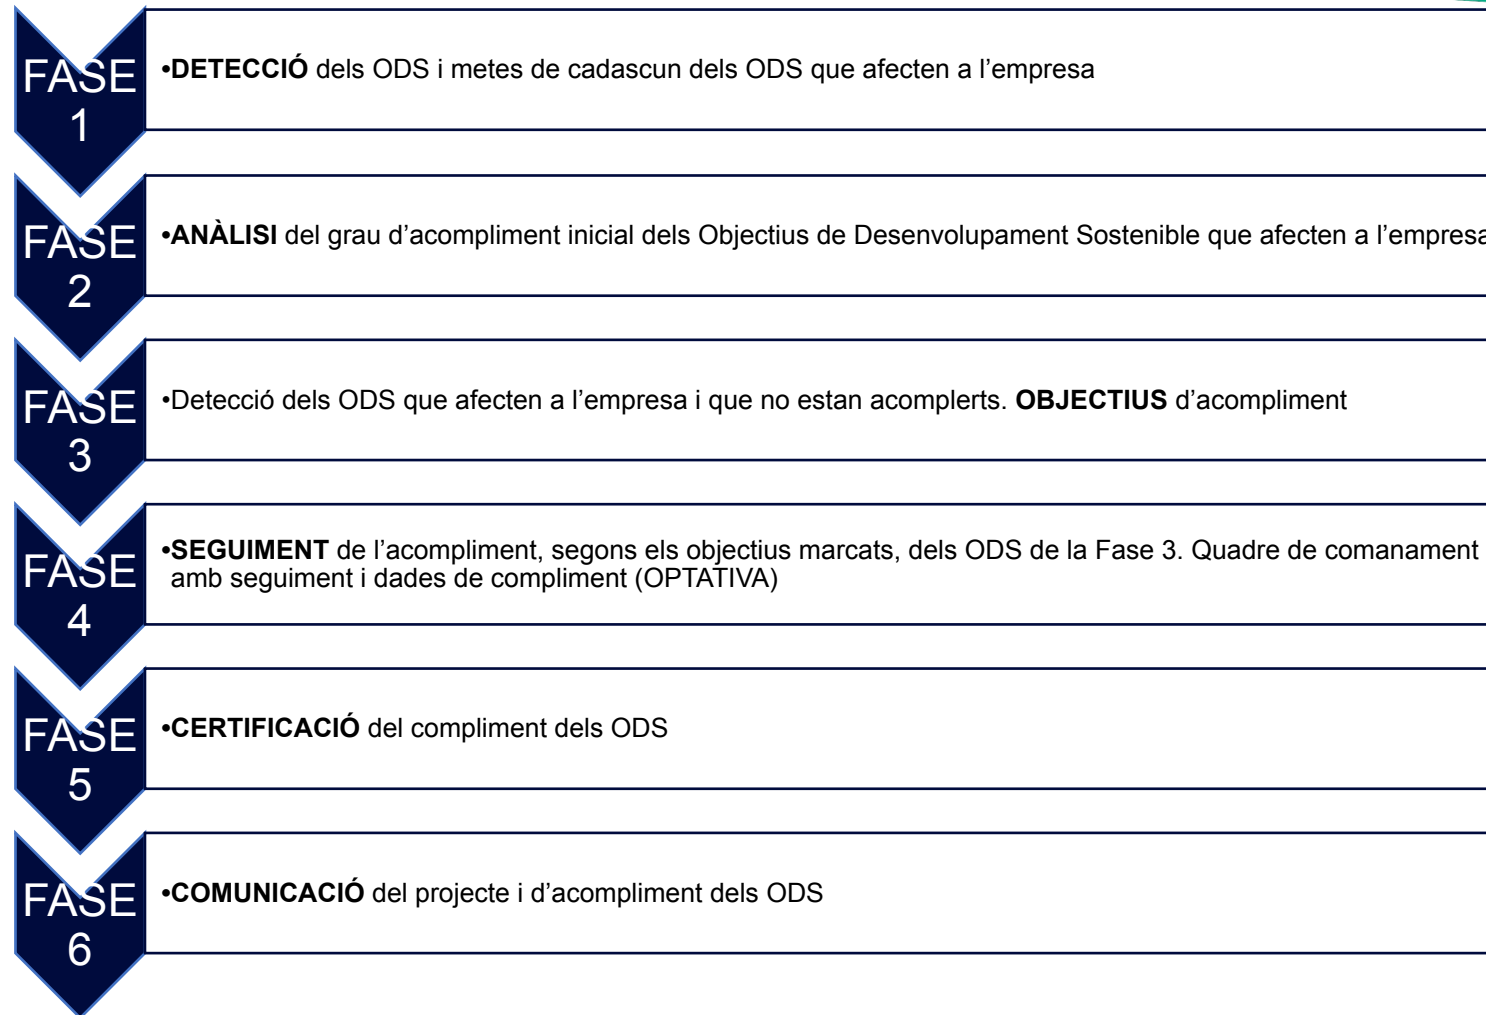 FASE
1
•DETECCIÓ dels ODS i metes de cadascun dels ODS que afecten a l’empresa
FASE
2
•ANÀLISI del grau d’acompliment inicial dels Objectius de Desenvolupament Sostenible que afecten a l’empresa
FASE
3
•Detecció dels ODS que afecten a l’empresa i que no estan acomplerts. OBJECTIUS d’acompliment
FASE
4
•SEGUIMENT de l’acompliment, segons els objectius marcats, dels ODS de la Fase 3. Quadre de comanament
amb seguiment i dades de compliment (OPTATIVA)
FASE
5
•CERTIFICACIÓ del compliment dels ODS
FASE
6
•COMUNICACIÓ del projecte i d’acompliment dels ODS